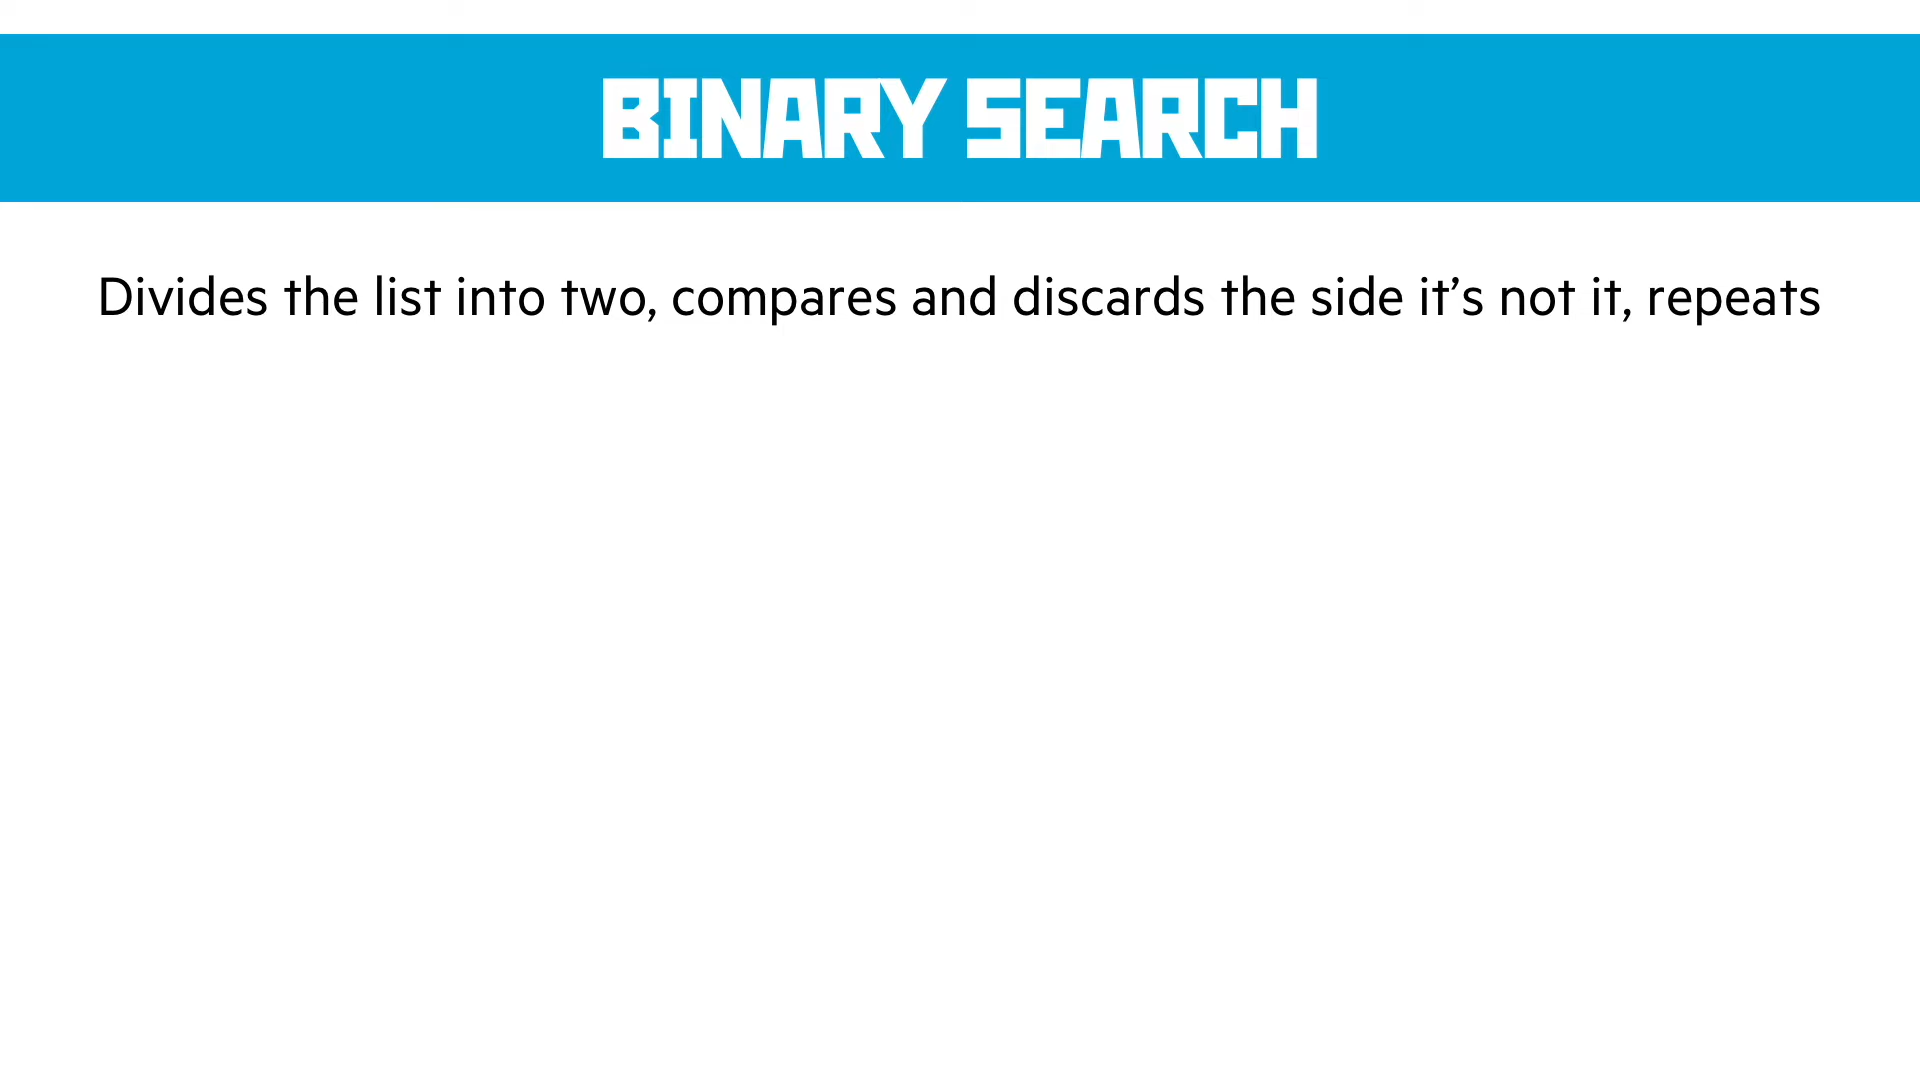 BINARY SEARCH
Divides the list into two, compares and discards the side it’s not it, repeats